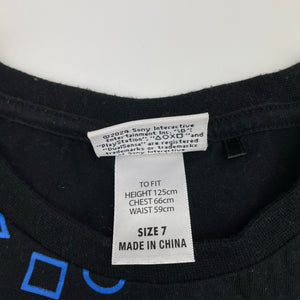 ©2024 Sony Interactive
Entertainment Inc.
"PlayStation", "△○✕□" and
"DualSense" are registered
trademarks or trademarks
TO FIT
HEIGHT 125cm
CHEST 66cm
WAIST 59cm
SIZE 7
MADE IN CHINA